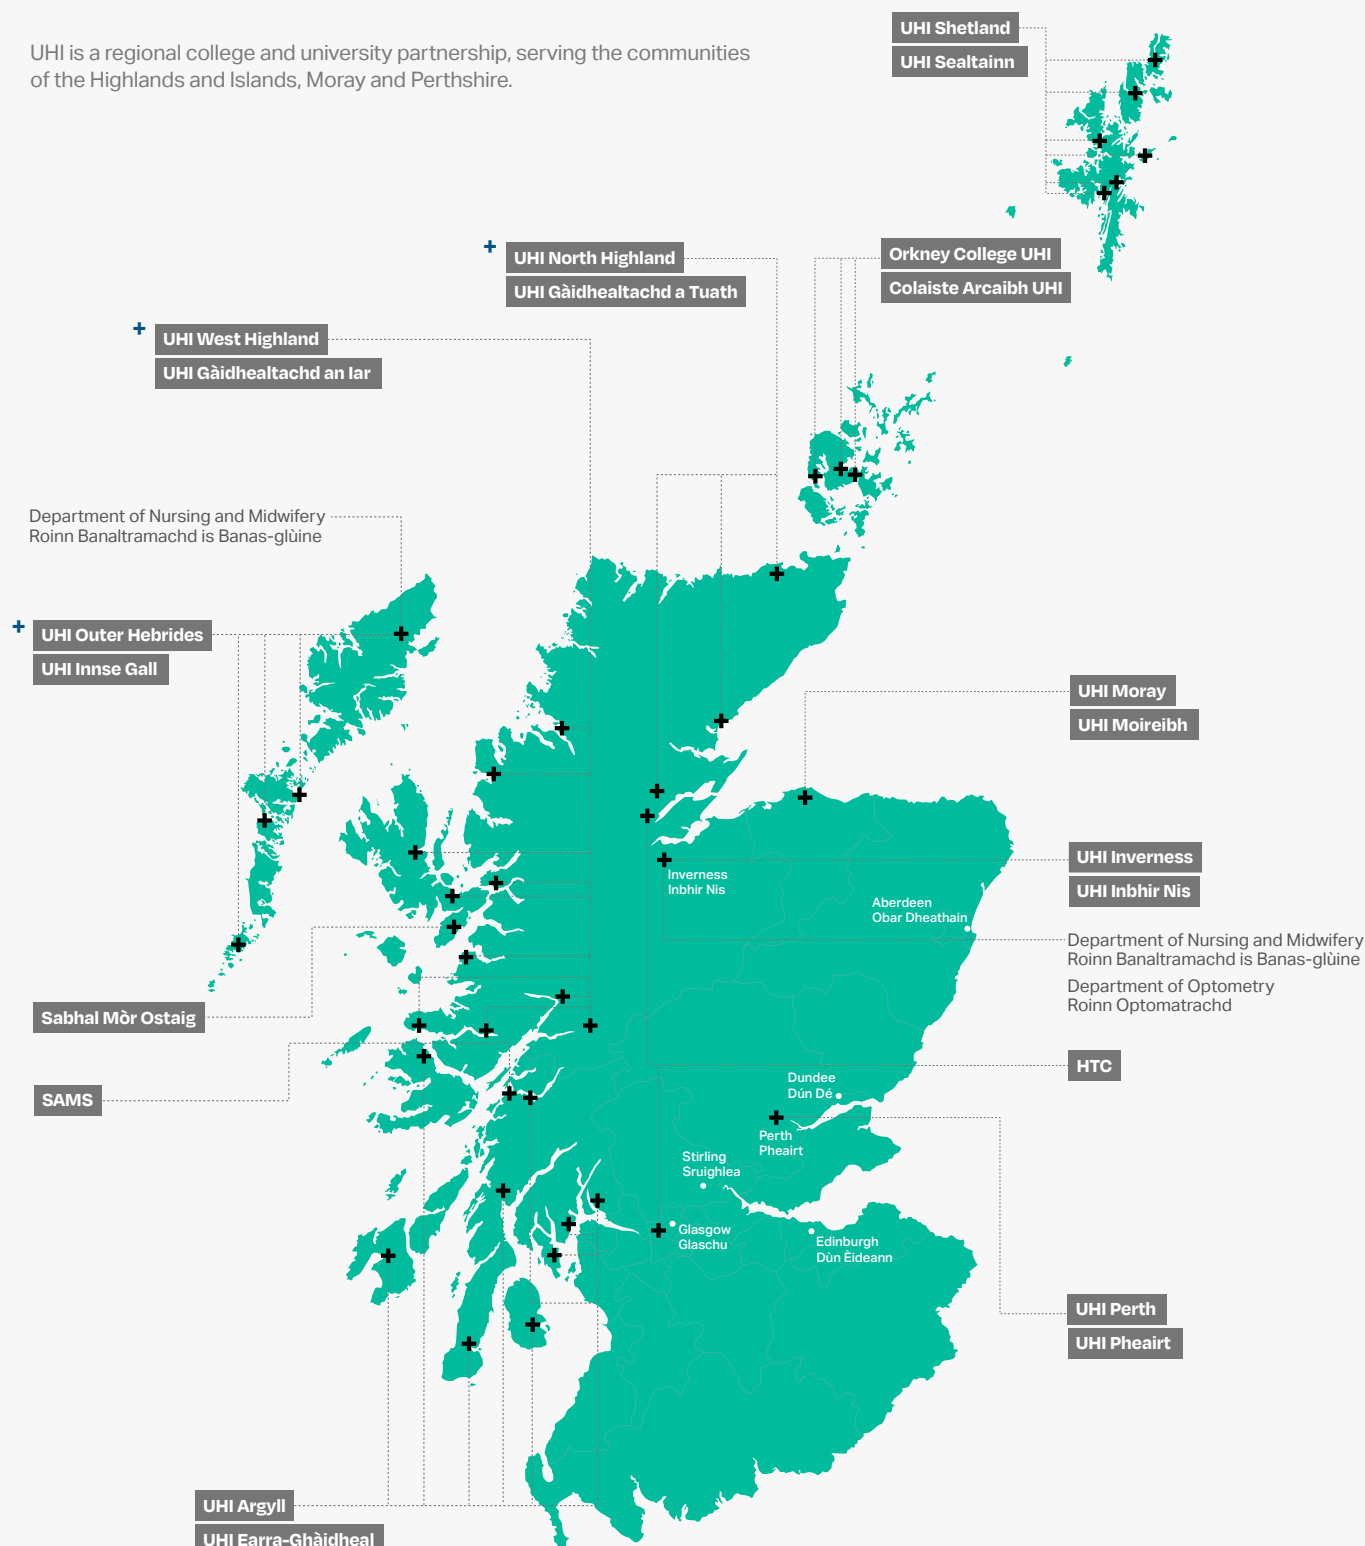 UHI is a regional college and university partnership, serving the communities
of the Highlands and Islands, Moray and Perthshire.
UHI Shetland
UHI Sealtainn
UHI North Highland
UHI Gàidhealtachd a Tuath
Orkney College UHI
Colaiste Arcaibh UHI
UHI West Highland
UHI Gàidhealtachd an Iar
Department of Nursing and Midwifery
Roinn Banaltramachd is Banas-glùine
UHI Outer Hebrides
UHI Innse Gall
UHI Moray
UHI Moireibh
UHI Inverness
UHI Inbhir Nis
Inverness
Inbhir Nis
Aberdeen
Obar Dheathain
Department of Nursing and Midwifery
Roinn Banaltramachd is Banas-glùine
Department of Optometry
Roinn Optomatrachd
Sabhal Mòr Ostaig
HTC
SAMS
Dundee
Dún Dé
Perth
Pheairt
Stirling
Sruighlea
Glasgow
Glaschu
Edinburgh
Dùn Èideann
UHI Perth
UHI Pheairt
UHI Argyll
UHI Earra-Ghàidheal